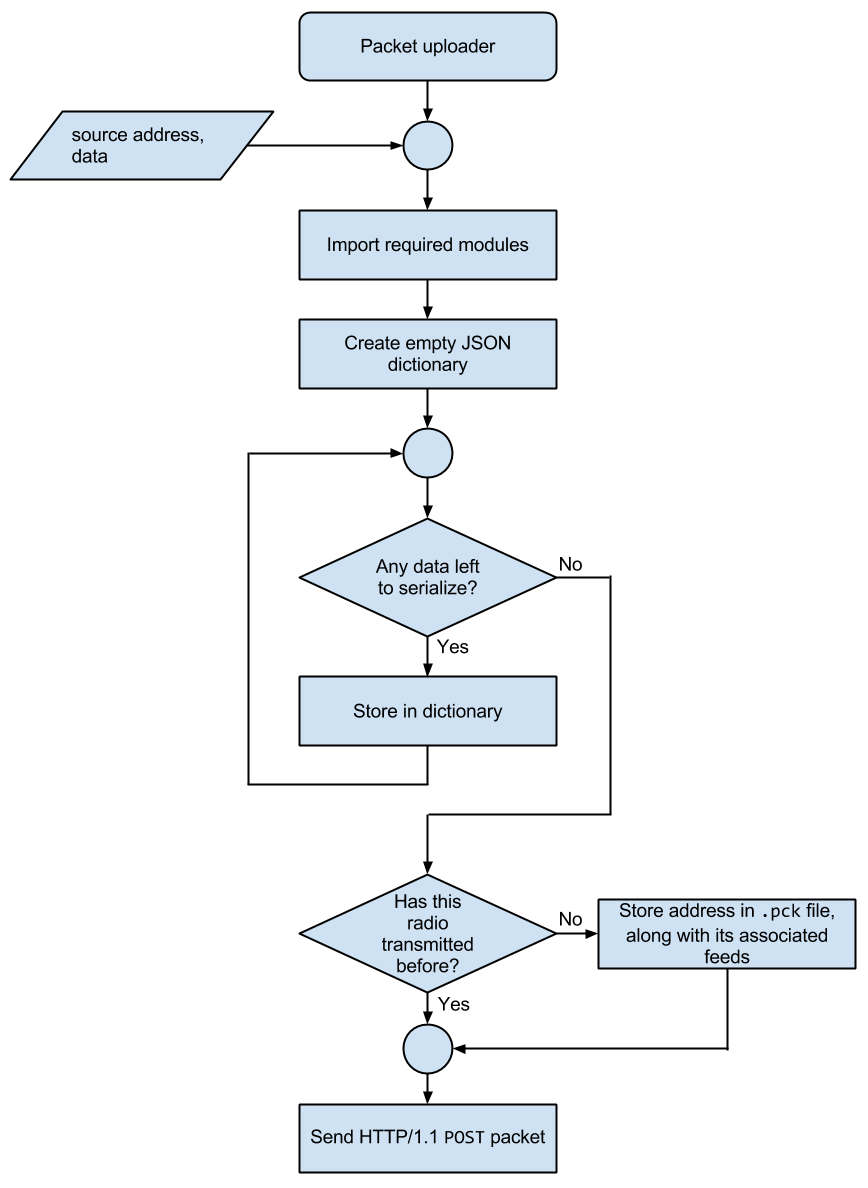 Packet uploader
source address,
data
Import required modules
Create empty JSON
dictionary
Any data left
to serialize?
No
Yes
Store in dictionary
Has this
radio
transmitted
before?
No
Store address in .pck file,
along with its associated
feeds
Yes
Send HTTP/1.1 POST packet